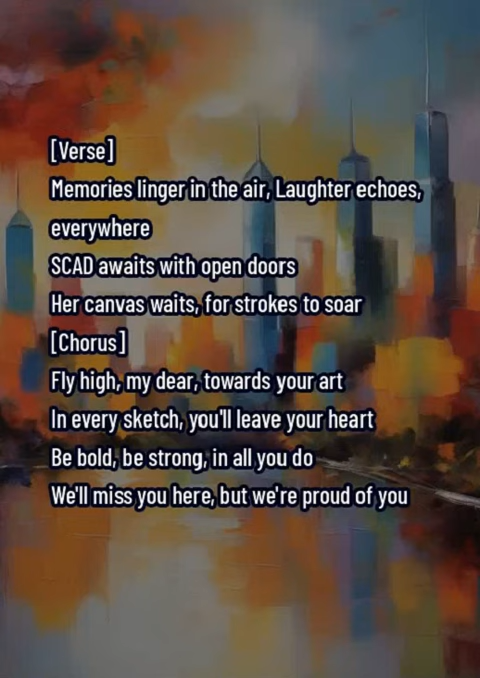 [Verse]
Memories linger in the air, Laughter echoes,
everywhere
SCAD awaits with open doors
Her canvas waits, for strokes to soar
[Chorus]
Fly high, my dear, towards your art
In every sketch, you'll leave your heart
Be bold, be strong, in all you do
We'll miss you here, but we're proud of you